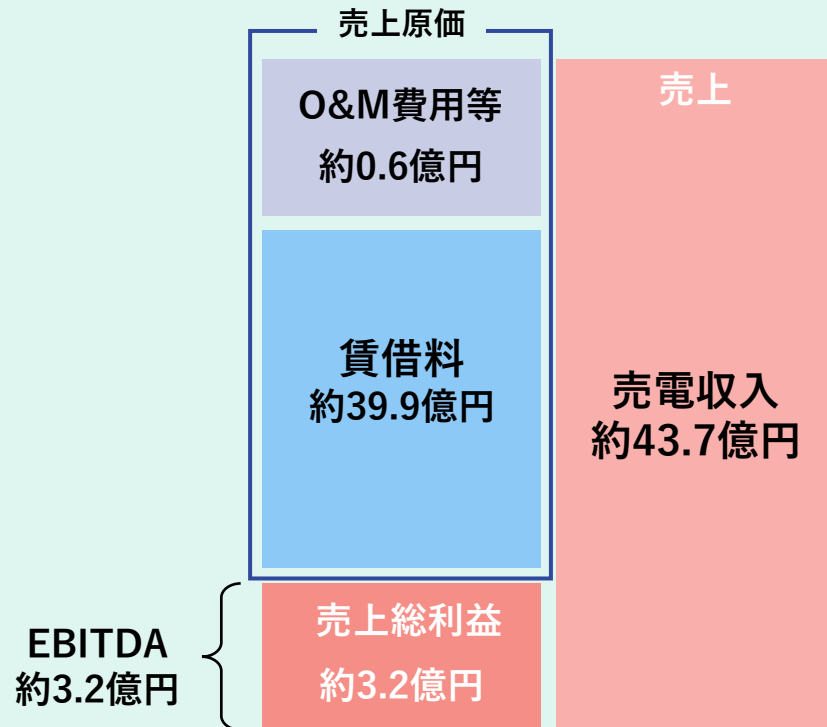 売上原価
O&M費用等
約0.6億円
賃借料
約39.9億円
売上総利益
約3.2億円
EBITDA
約3.2億円
売上
売電収入
約43.7億円